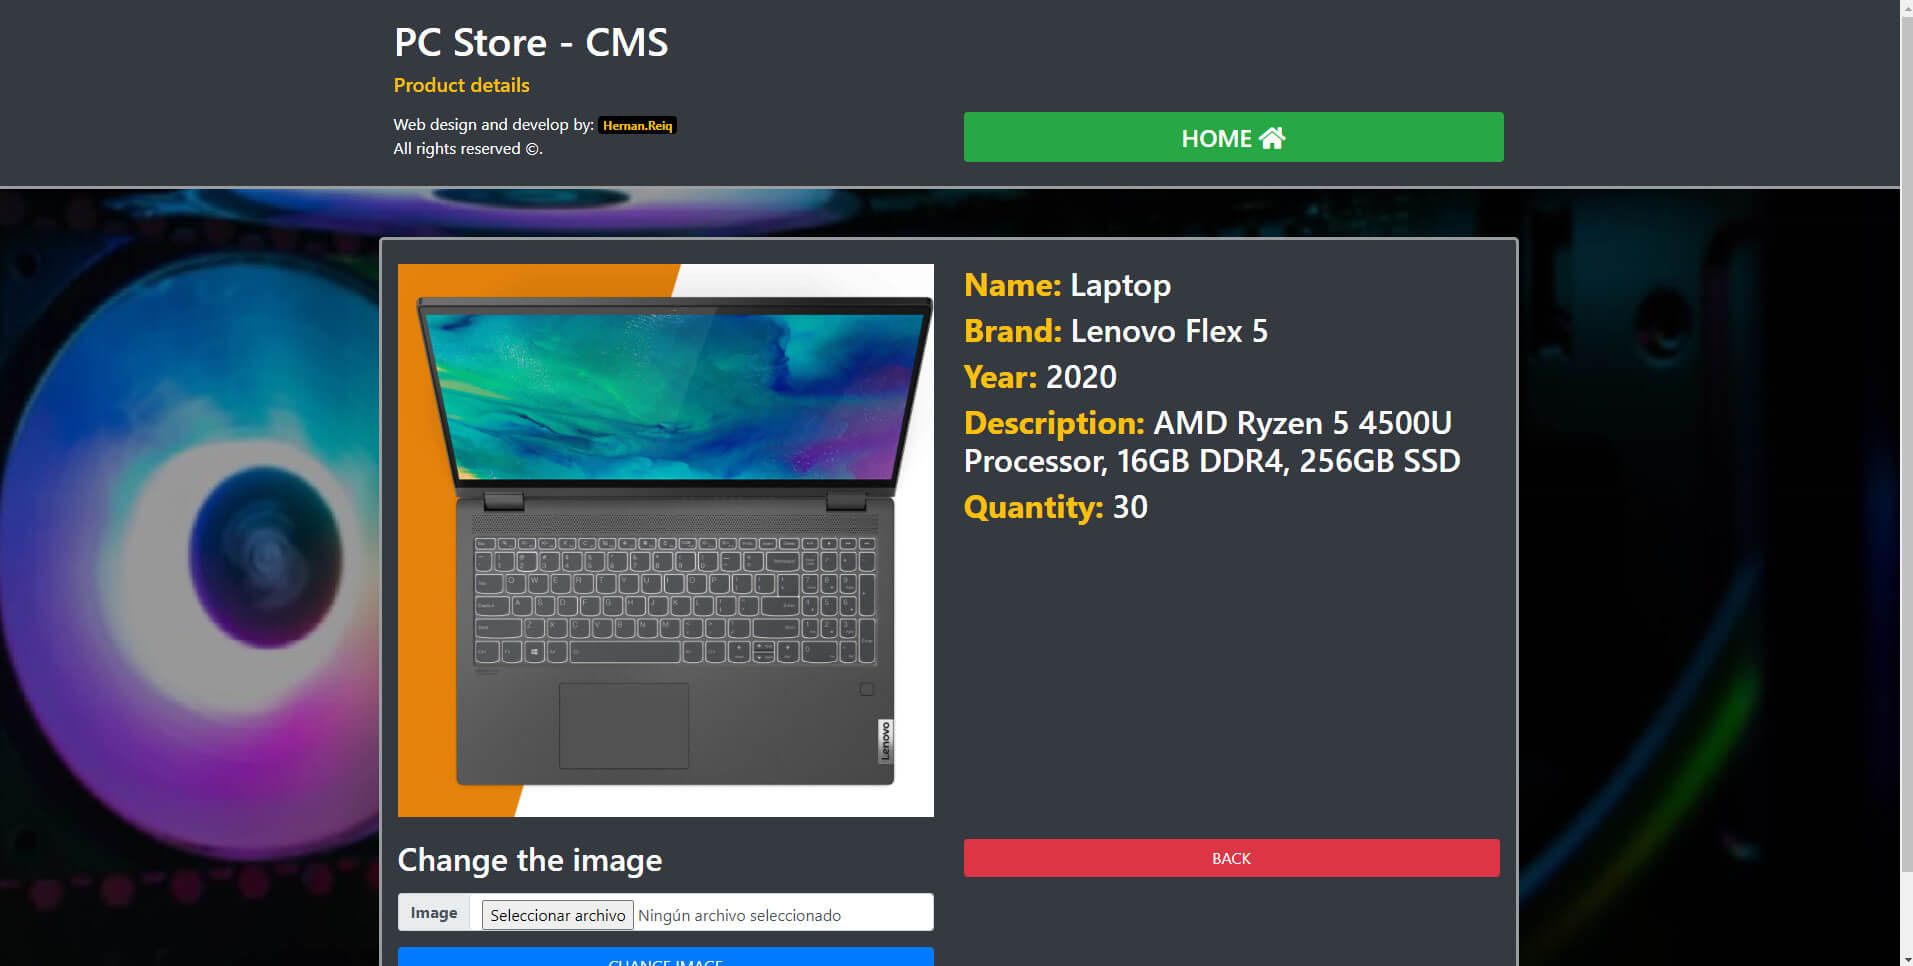 PC Store - CMS
Product details
Web design and develop by: Hernan.Reiq
All rights reserved ©.
HOME
Name: Laptop
Brand: Lenovo Flex 5
Year: 2020
Description: AMD Ryzen 5 4500U
Processor, 16GB DDR4, 256GB SSD
Quantity: 30
Lenovo
Change the image
BACK
Image Seleccionar archivo Ningún archivo seleccionado
CHANGE IMAGE